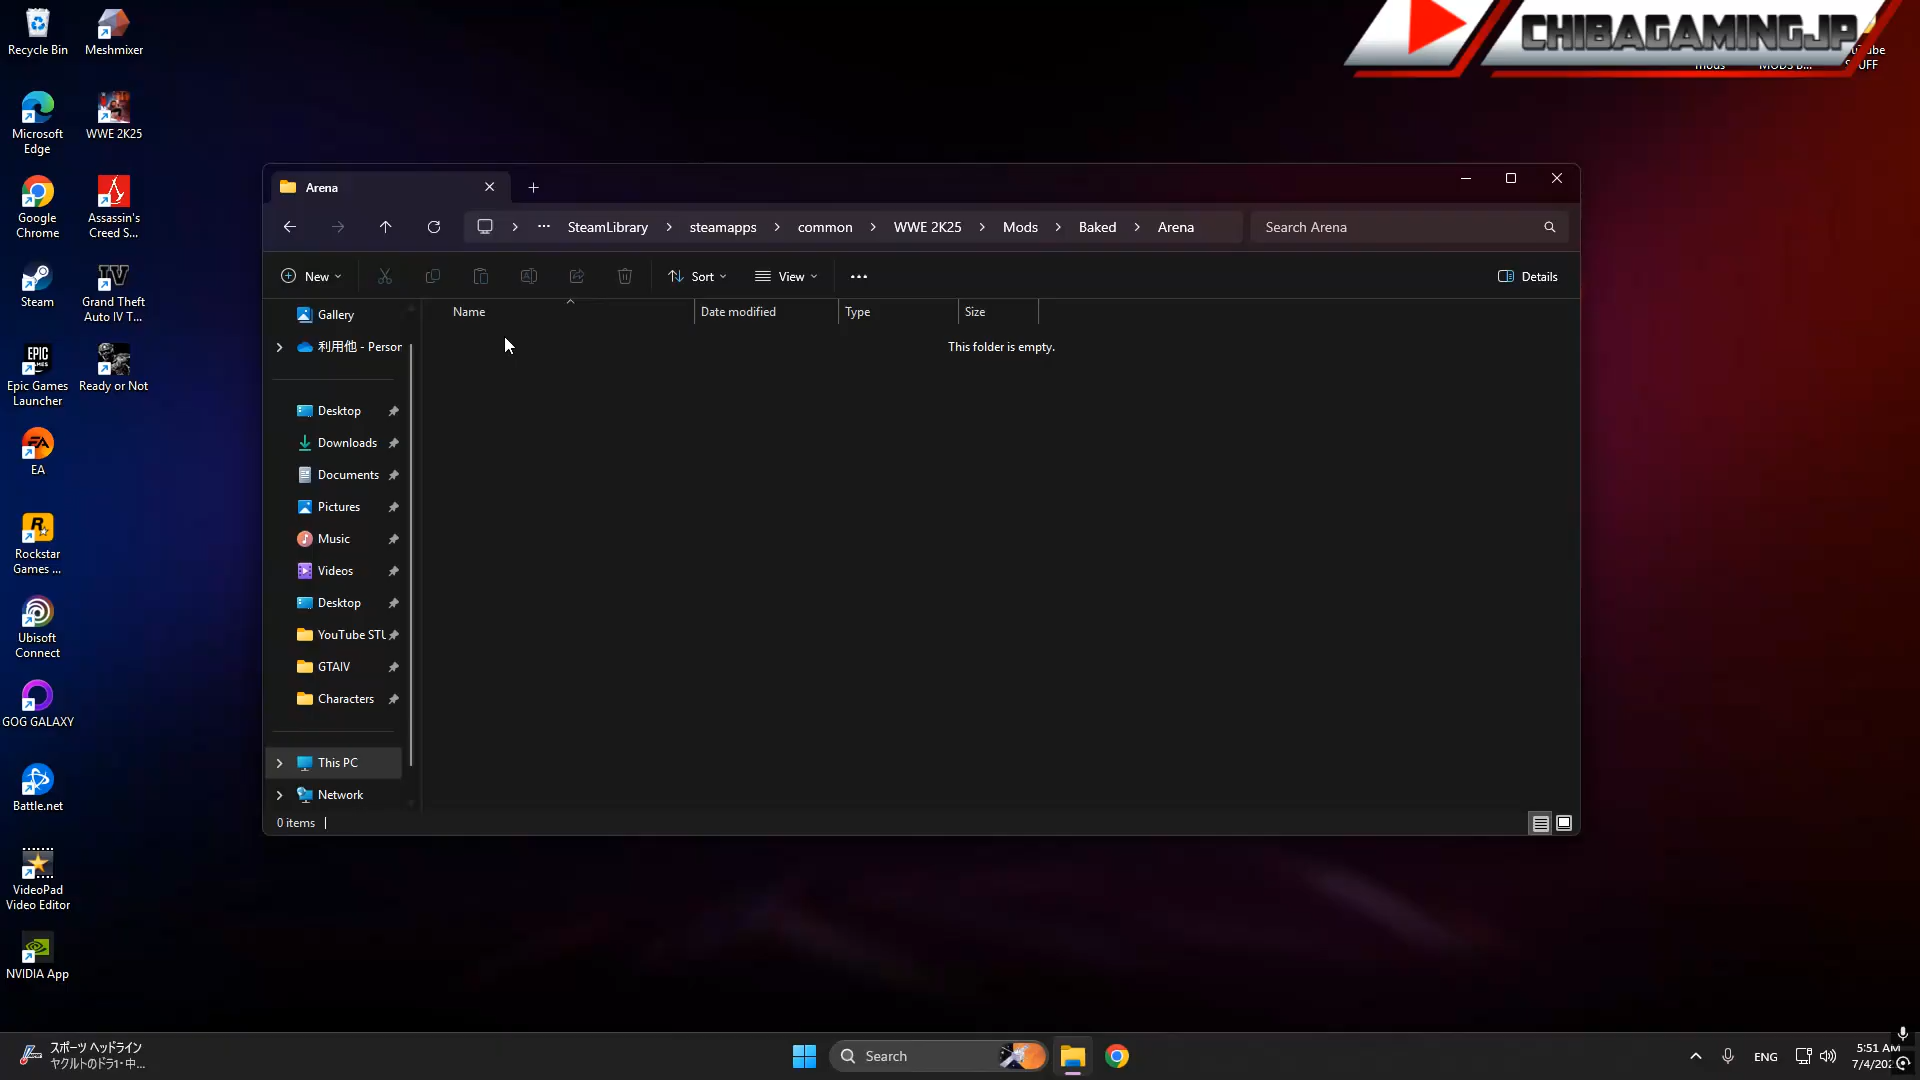 Recycle Bin
Meshmixer
Microsoft
Edge
WWE 2K25
Google
Chrome
Assassin's
Creed S...
Steam
Grand Theft
Auto IV T...
Epic Games
Launcher
Ready or Not
EA
Rockstar
Games ...
Ubisoft
Connect
GOG GALAXY
Battle.net
VideoPad
Video Editor
NVIDIA App
CHIBAGAMINGJP
Arena
SteamLibrary
steamapps
common
WWE 2K25
Mods
Baked
Arena
Search Arena
New
Sort
View
Details
Gallery
利用他 - Person
Desktop
Downloads
Documents
Pictures
Music
Videos
Desktop
YouTube STU
GTAIV
Characters
This PC
Network
Name
Date modified
Type
Size
This folder is empty.
0 items
スポーツ ヘッドライン
ヤクルトのドラ1･中...
Search
ENG
5:51 AM